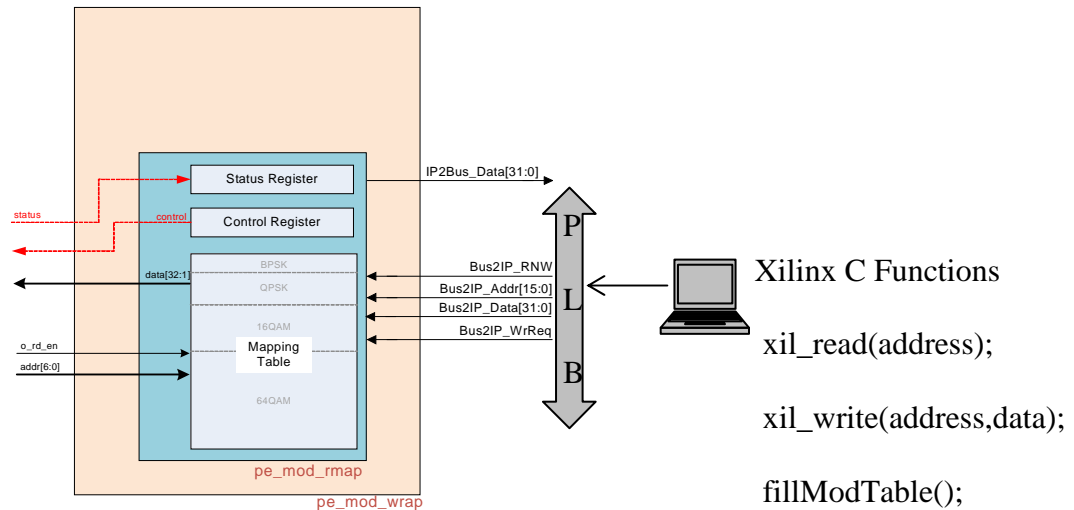 Status Register
IP2Bus_Data[31:0]
status
control
Control Register
P
BPSK
data[32:1]
QPSK
Bus2IP_RNW
Bus2IP_Addr[15:0]
Bus2IP_Data[31:0]
Bus2IP_WrReq
L
Xilinx C Functions
16QAM
Mapping
Table
o_rd_en
addr[6:0]
64QAM
B
xil_read(address);
xil_write(address,data);
fillModTable();
pe_mod_rmap
pe_mod_wrap